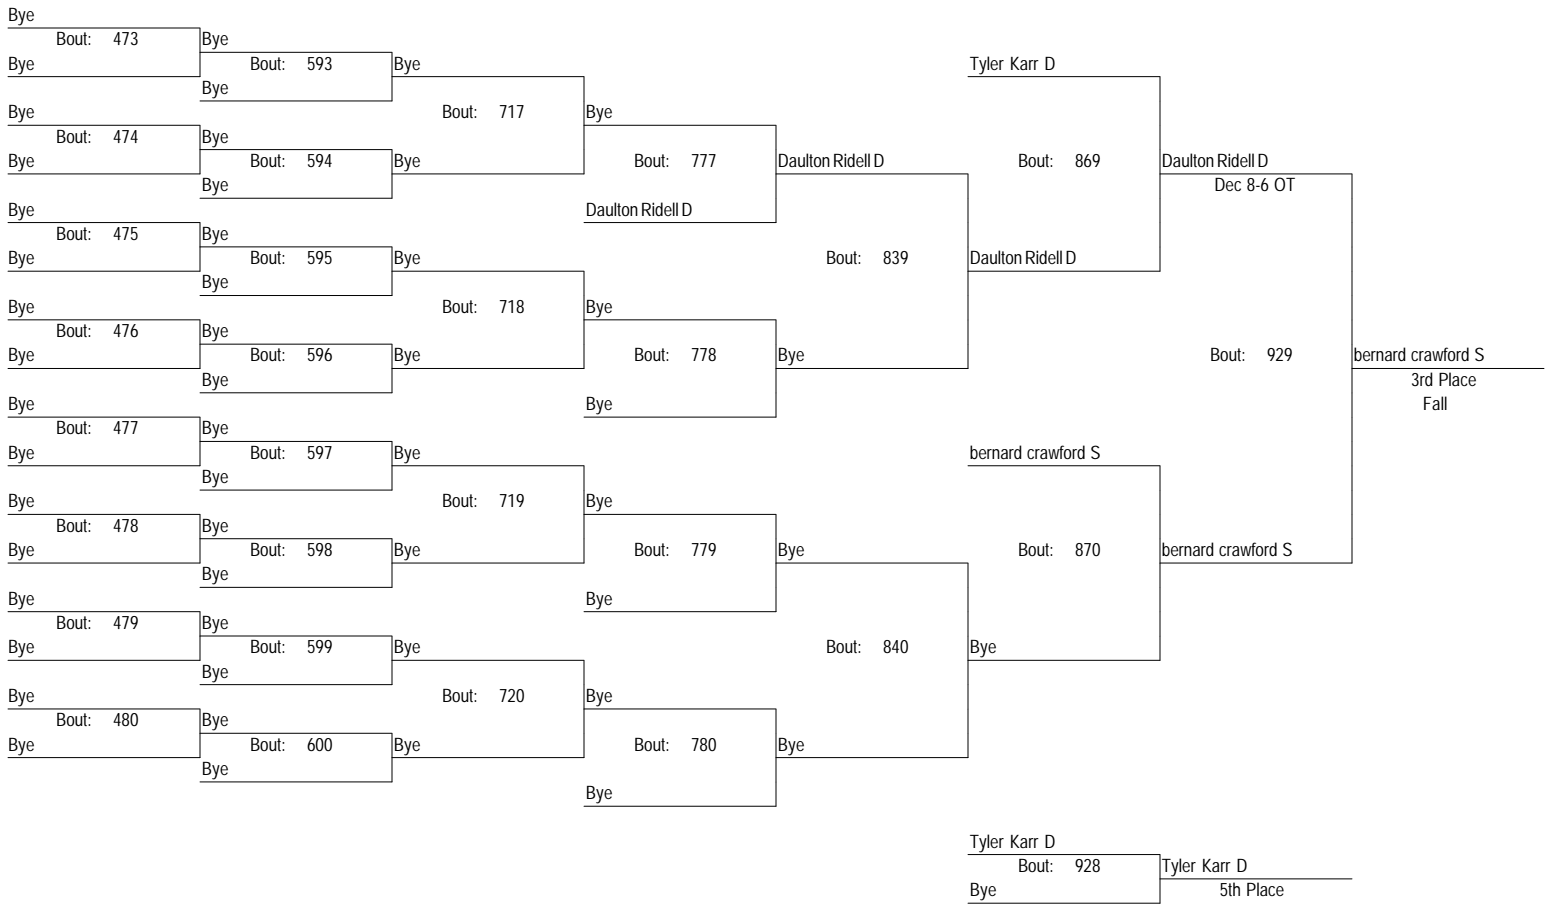 Bye
Bout: 473 Bye
Bye Bout: 593 Bye Tyler Karr D
Bye
Bye Bout: 717 Bye
Bout: 474 Bye
Bye Bout: 594 Bye Bout: 777 Daulton Ridell D Bout: 869 Daulton Ridell D
Bye Dec 8-6 OT
Bye Daulton Ridell D
Bout: 475 Bye
Bye Bout: 595 Bye Bout: 839 Daulton Ridell D
Bye
Bye Bout: 718 Bye
Bout: 476 Bye
Bye Bout: 596 Bye Bout: 778 Bye Bout: 929 bernard crawford S
Bye 3rd Place
Bye Bye Fall
Bout: 477 Bye
Bye Bout: 597 Bye bernard crawford S
Bye
Bye Bout: 719 Bye
Bout: 478 Bye
Bye Bout: 598 Bye Bout: 779 Bye Bout: 870 bernard crawford S
Bye
Bye Bye
Bout: 479 Bye
Bye Bout: 599 Bye Bout: 840 Bye
Bye
Bye Bout: 720 Bye
Bout: 480 Bye
Bye Bout: 600 Bye Bout: 780 Bye
Bye
Bye
Tyler Karr D
Bout: 928 Tyler Karr D
Bye 5th Place